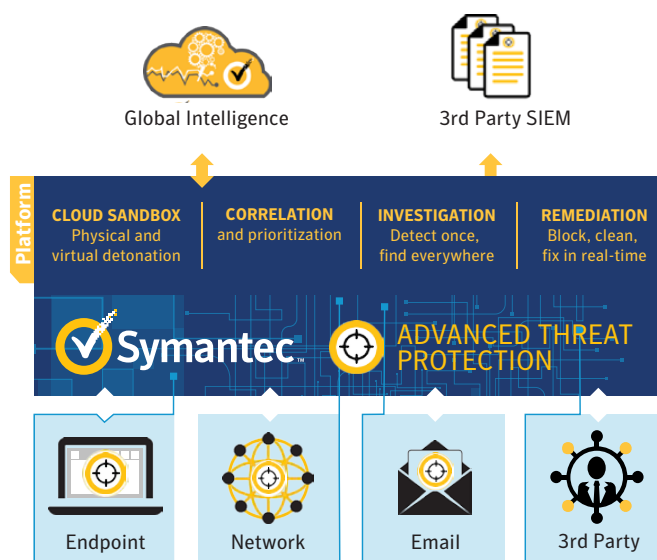 Global Intelligence
3rd Party SIEM
Platform
CLOUD SANDBOX
Physical and
virtual detonation
CORRELATION
and prioritization
INVESTIGATION
Detect once,
find everywhere
REMEDIATION
Block, clean,
fix in real-time
Symantec™
ADVANCED THREAT
PROTECTION
Endpoint
Network
Email
3rd Party